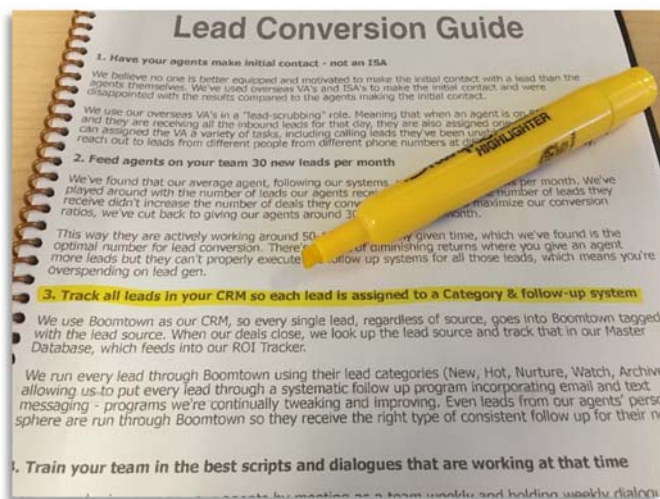 Lead Conversion Guide
1. Have your agents make initial contact - not an ISA
We believe no one is better equipped and motivated to make the initial contact with a lead than the
agents themselves. We've used overseas VA's and ISA's to make the initial contact and were
disappointed with the results compared to the agents making the initial contact.
We use our overseas VA's in a "lead-scrubbing" role. Meaning that when an agent is on
and they are receiving all the inbound leads for that day, they are also assigned one
can assigned the VA a variety of tasks, including calling leads they've been
reach out to leads from different people from different phone numbers at
HIGHLIGHTER
2. Feed agents on your team 30 new leads per month
We've found that our average agent, following our systems, per month. We've
played around with the number of leads our agents number of leads they
receive didn't increase the number of deals they maximize our conversion
ratios, we've cut back to giving our agents around
This way they are actively working around given time, which we've found is the
optimal number for lead conversion. There's of diminishing returns where you give an agent
more leads but they can't properly execute follow up systems for all those leads, which means you're
overspending on lead gen.
3. Track all leads in your CRM so each lead is assigned to a Category & follow-up system
We use Boomtown as our CRM, so every single lead, regardless of source, goes into Boomtown tagged
with the lead source. When our deals close, we look up the lead source and track that in our Master
Database, which feeds into our ROI Tracker.
We run every lead through Boomtown using their lead categories (New, Hot, Nurture, Watch, Archive
allowing us to put every lead through a systematic follow up program incorporating email and text
messaging - programs we're continually tweaking and improving. Even leads from our agents' perso
sphere are run through Boomtown so they receive the right type of consistent follow up for their
. Train your team in the best scripts and dialogues that are working at that time
by meeting as a team weekly and holding weekly